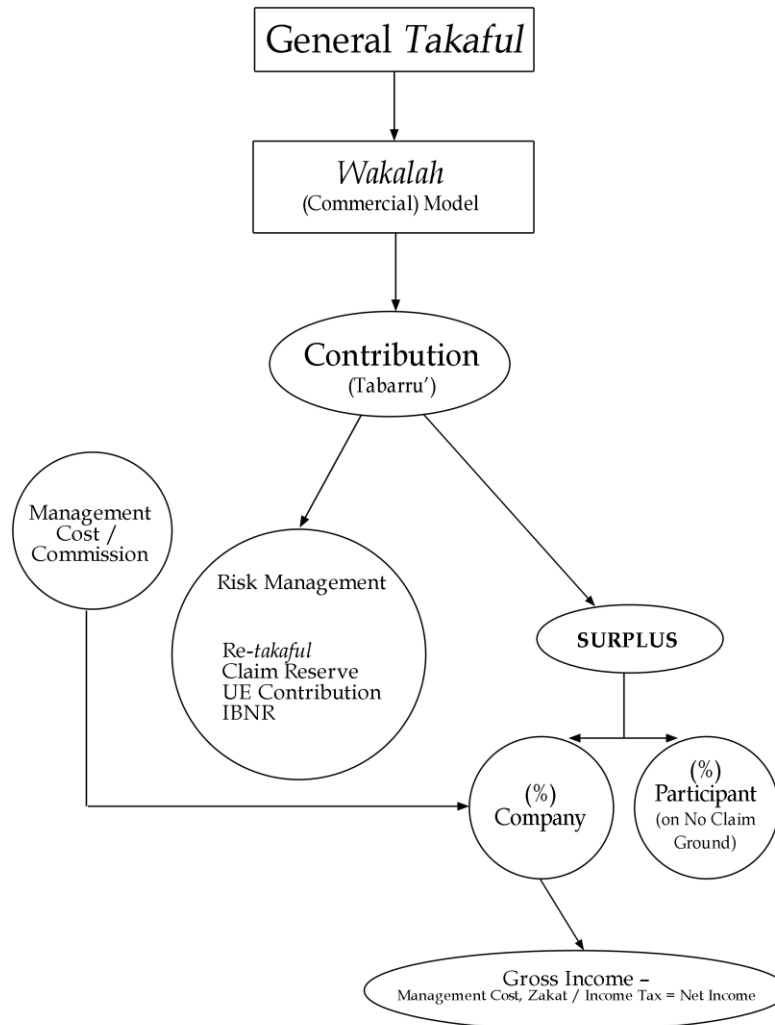 General Takaful
Wakalah
(Commercial) Model
Contribution
(Tabarru’)
Management
Cost /
Commission
Risk Management
Re-takaful
Claim Reserve
UE Contribution
IBNR
SURPLUS
(%)
Company
(%)
Participant
(on No Claim
Ground)
Gross Income –
Management Cost, Zakat / Income Tax = Net Income